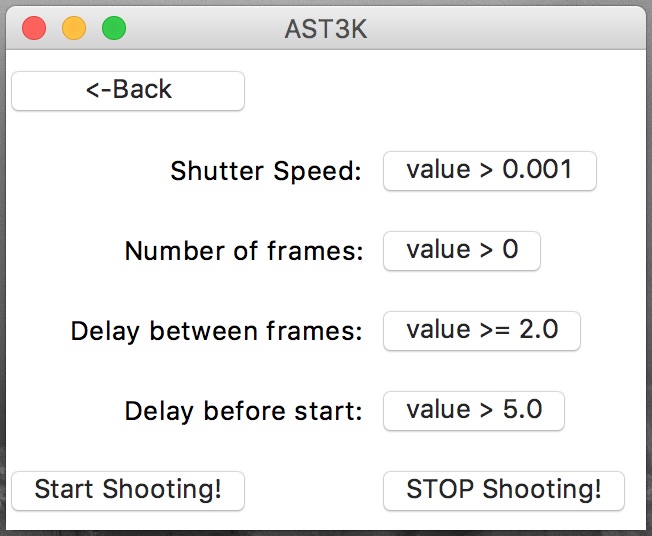 AST3K
<-Back
Shutter Speed: value > 0.001
Number of frames: value > 0
Delay between frames: value >= 2.0
Delay before start: value > 5.0
Start Shooting! STOP Shooting!